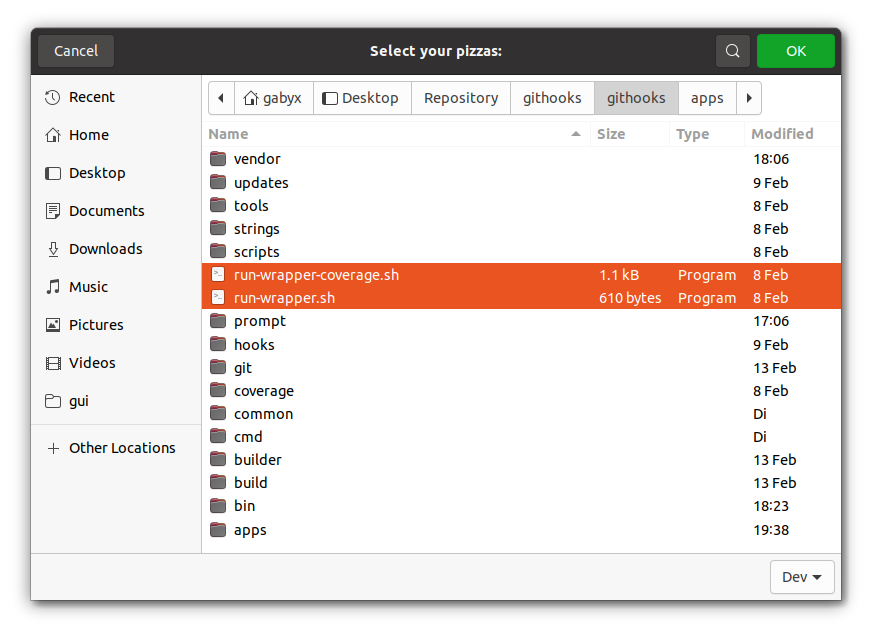 Cancel Select your pizzas: OK
Recent
Home
Desktop
Documents
Downloads
Music
Pictures
Videos
gui
Other Locations
gabyx Desktop Repository githooks githooks apps
Name Size Type Modified
vendor 18:06
updates 9 Feb
tools 8 Feb
strings 8 Feb
scripts 8 Feb
run-wrapper-coverage.sh 1.1 kB Program 8 Feb
run-wrapper.sh 610 bytes Program 8 Feb
prompt 17:06
hooks 9 Feb
git 13 Feb
coverage 8 Feb
common Di
cmd Di
builder 13 Feb
build 13 Feb
bin 18:23
apps 19:38
Dev